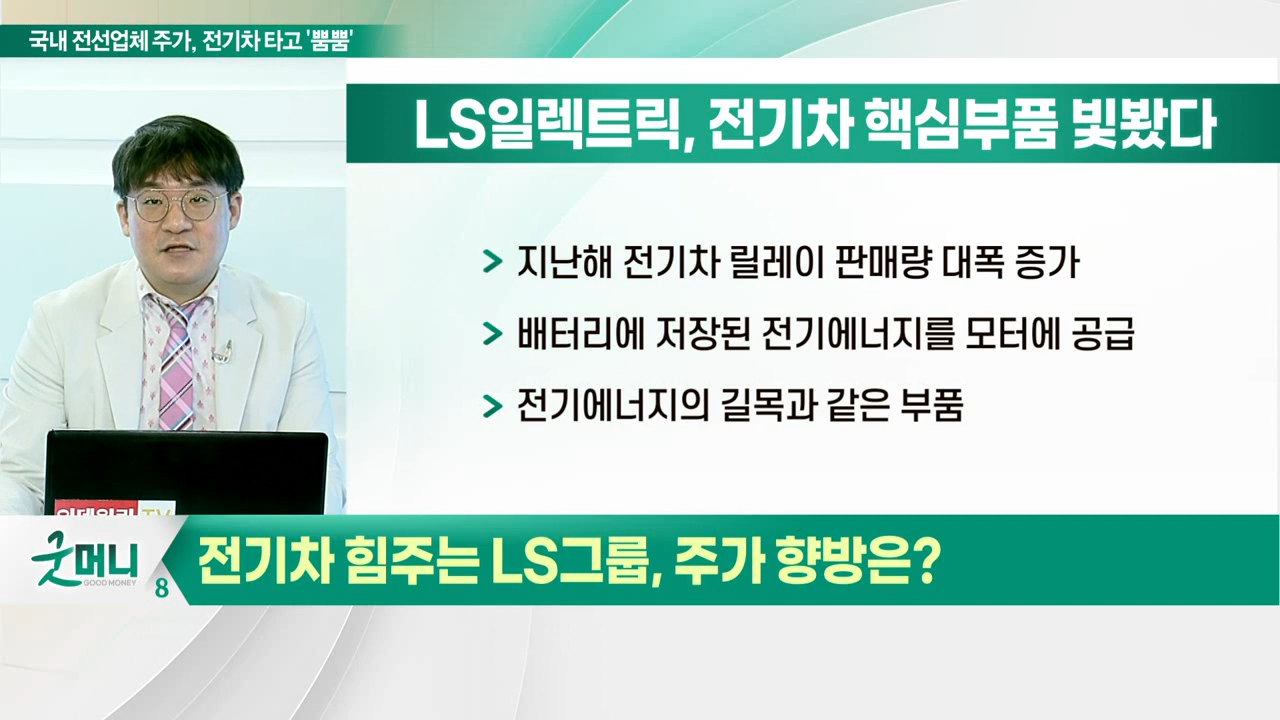 국내 전선업체 주가, 전기차 타고 '뿜뿜'
LS일렉트릭, 전기차 핵심부품 빛봤다
> 지난해 전기차 릴레이 판매량 대폭 증가
> 배터리에 저장된 전기에너지를 모터에 공급
> 전기에너지의 길목과 같은 부품
이데일리 TV
굿머니
GOOD MONEY
8
전기차 힘주는 LS그룹, 주가 향방은?